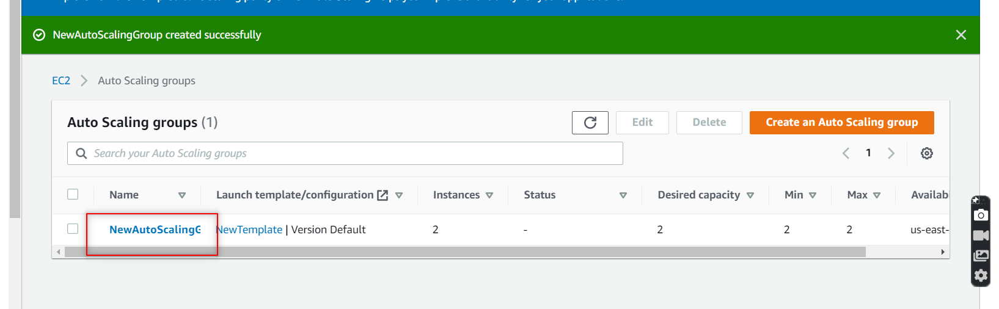 NewAutoScalingGroup created successfully
EC2 > Auto Scaling groups
Auto Scaling groups (1)
Edit
Delete
Create an Auto Scaling group
Search your Auto Scaling groups
1
Name Launch template/configuration Instances Status Desired capacity Min Max Availabi
NewAutoScalingG NewTemplate | Version Default 2 - 2 2 2 us-east-